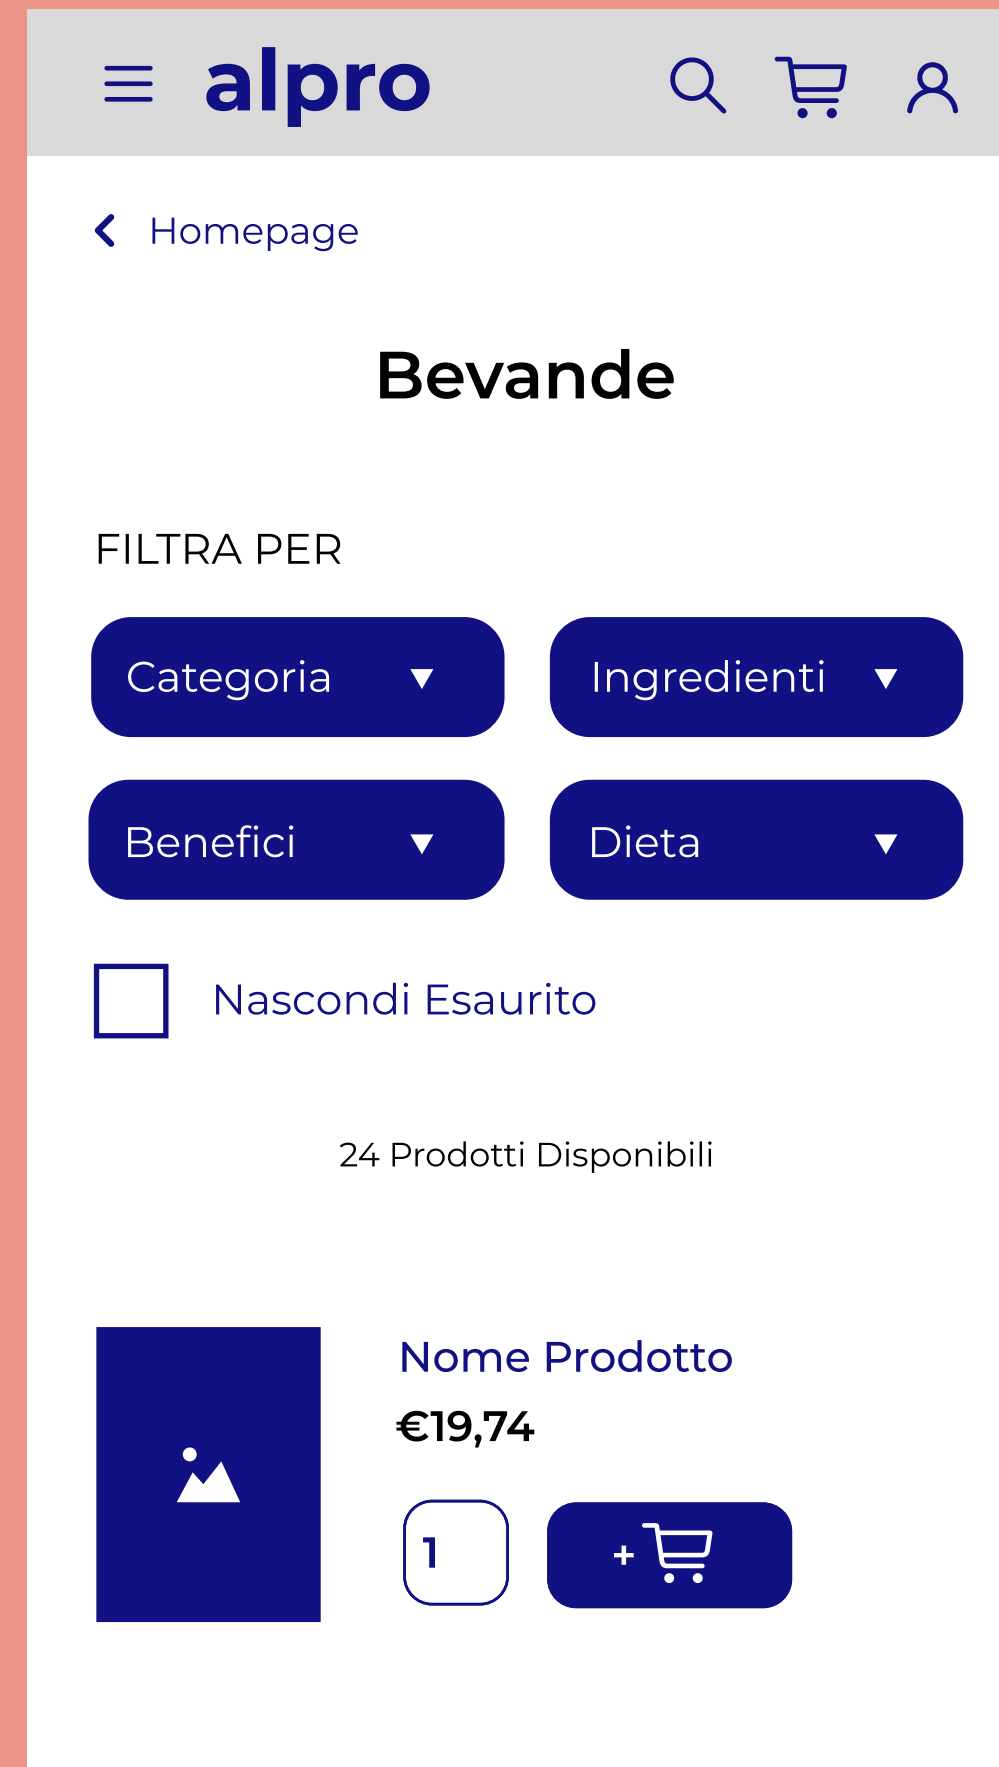 alpro
Homepage
Bevande
FILTRA PER
Categoria ▼ Ingredienti ▼
Benefici ▼ Dieta ▼
Nascondi Esaurito
24 Prodotti Disponibili
Nome Prodotto
€19,74
1 +